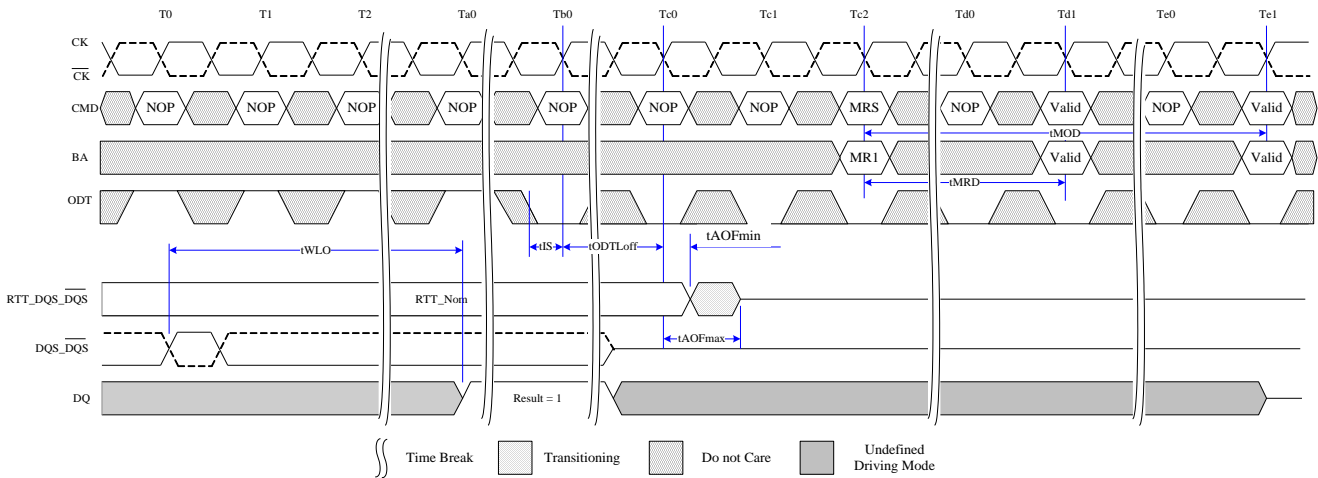 T0 T1 T2 Ta0 Tb0 Tc0 Tc1 Tc2 Td0 Td1 Te0 Te1
CK
CK
CMD NOP NOP NOP NOP NOP NOP NOP MRS NOP Valid NOP Valid
tMOD
BA MR1 Valid Valid
tMRD
ODT
tWLO tIS tODTLoff tAOFmin
RTT_DQS_DQS RTT_Nom
tAOFmax
DQS_DQS
DQ Result = 1
Time Break Transitioning Do not Care Undefined
Driving Mode